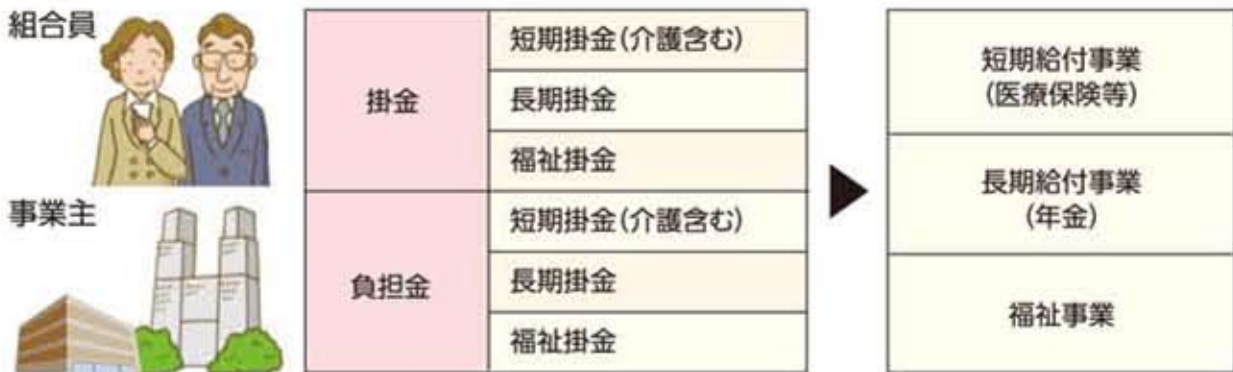 組合員
掛金
短期掛金(介護含む)
長期掛金
福祉掛金
事業主
負担金
短期掛金(介護含む)
長期掛金
福祉掛金
短期給付事業
(医療保険等)
長期給付事業
(年金)
福祉事業